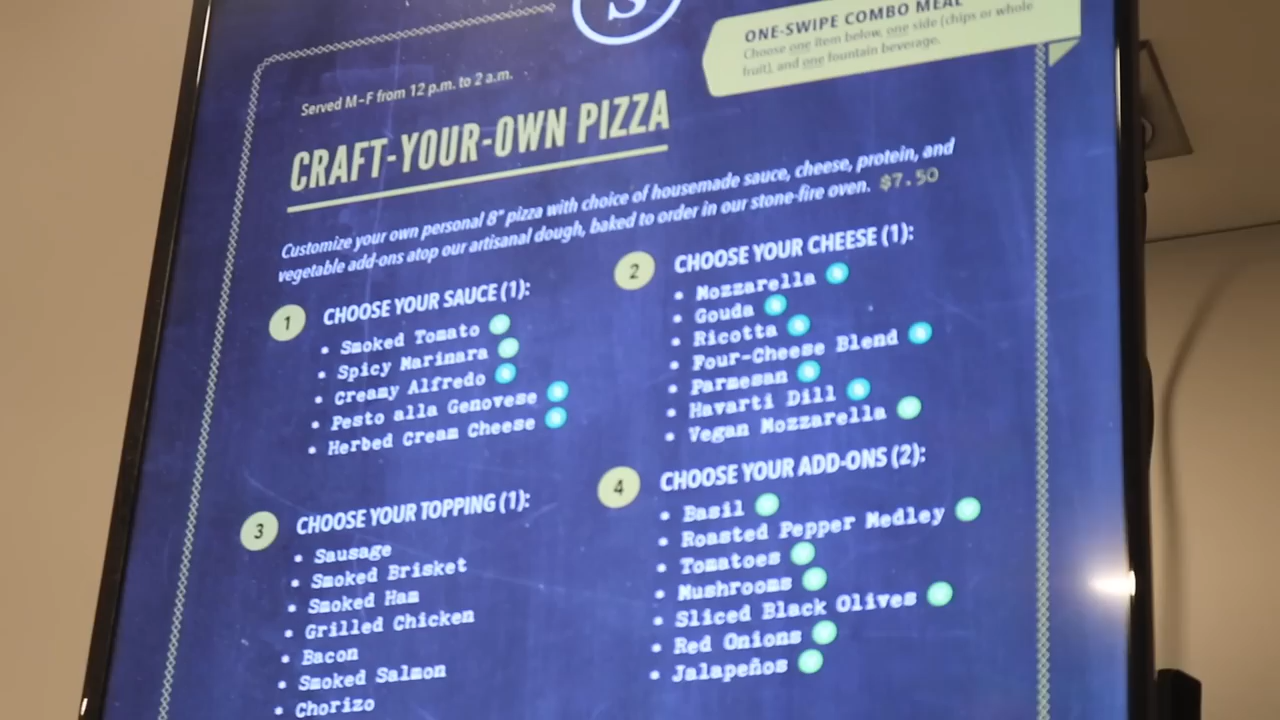 S
ONE-SWIPE COMBO MEAL
Choose one item below, one side (chips or whole
fruit), and one fountain beverage.
Served M–F from 12 p.m. to 2 a.m.
CRAFT-YOUR-OWN PIZZA
Customize your own personal 8" pizza with choice of housemade sauce, cheese, protein, and
vegetable add-ons atop our artisanal dough, baked to order in our stone-fire oven. $7.50
1 CHOOSE YOUR SAUCE (1):
• Smoked Tomato
• Spicy Marinara
• Creamy Alfredo
• Pesto alla Genovese
• Herbed Cream Cheese
2 CHOOSE YOUR CHEESE (1):
• Mozzarella
• Gouda
• Ricotta
• Four-Cheese Blend
• Parmesan
• Havarti Dill
• Vegan Mozzarella
3 CHOOSE YOUR TOPPING (1):
• Sausage
• Smoked Brisket
• Smoked Ham
• Grilled Chicken
• Bacon
• Smoked Salmon
• Chorizo
4 CHOOSE YOUR ADD-ONS (2):
• Basil
• Roasted Pepper Medley
• Tomatoes
• Mushrooms
• Sliced Black Olives
• Red Onions
• Jalapeños